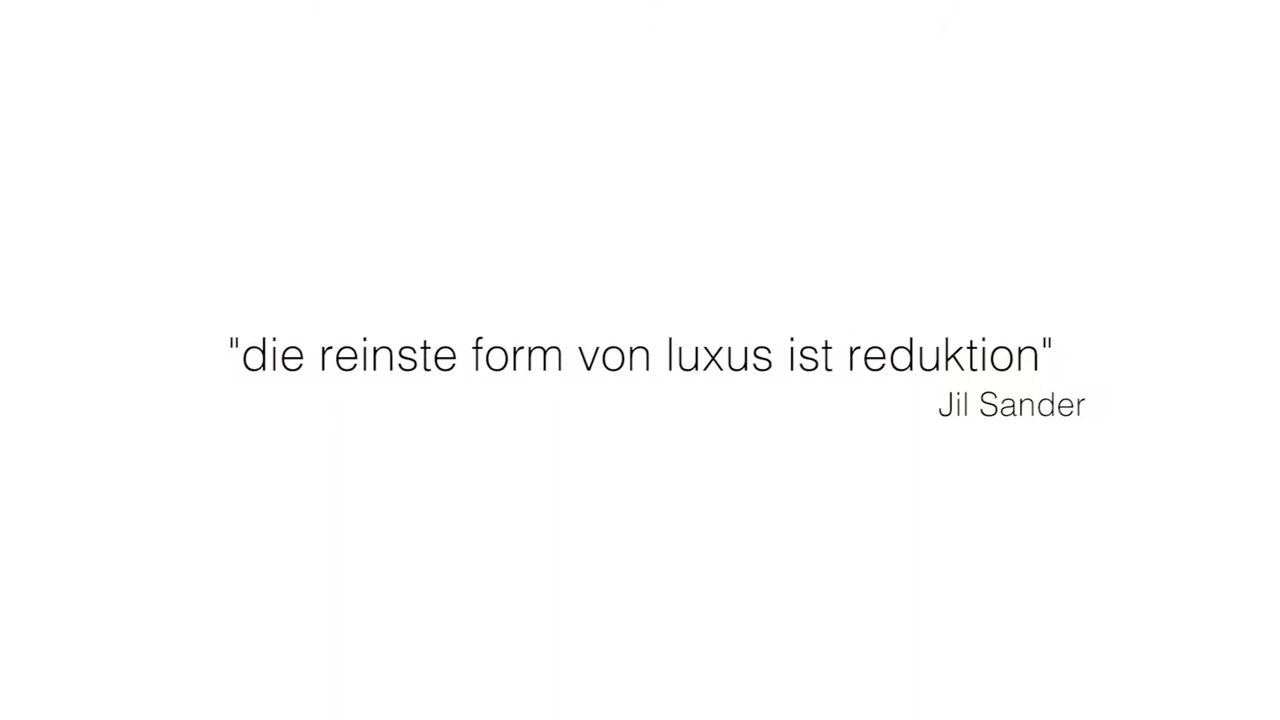 "die reinste form von luxus ist reduktion"
Jil Sander